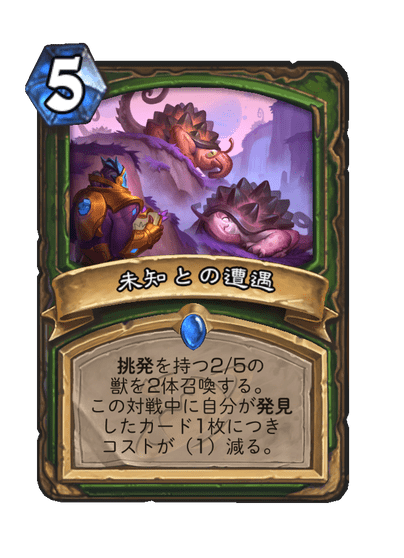 5
未知との遭遇
挑発を持つ2/5の
獣を2体召喚する。
この対戦中に自分が発見
したカード1枚につき
コストが（1）減る。